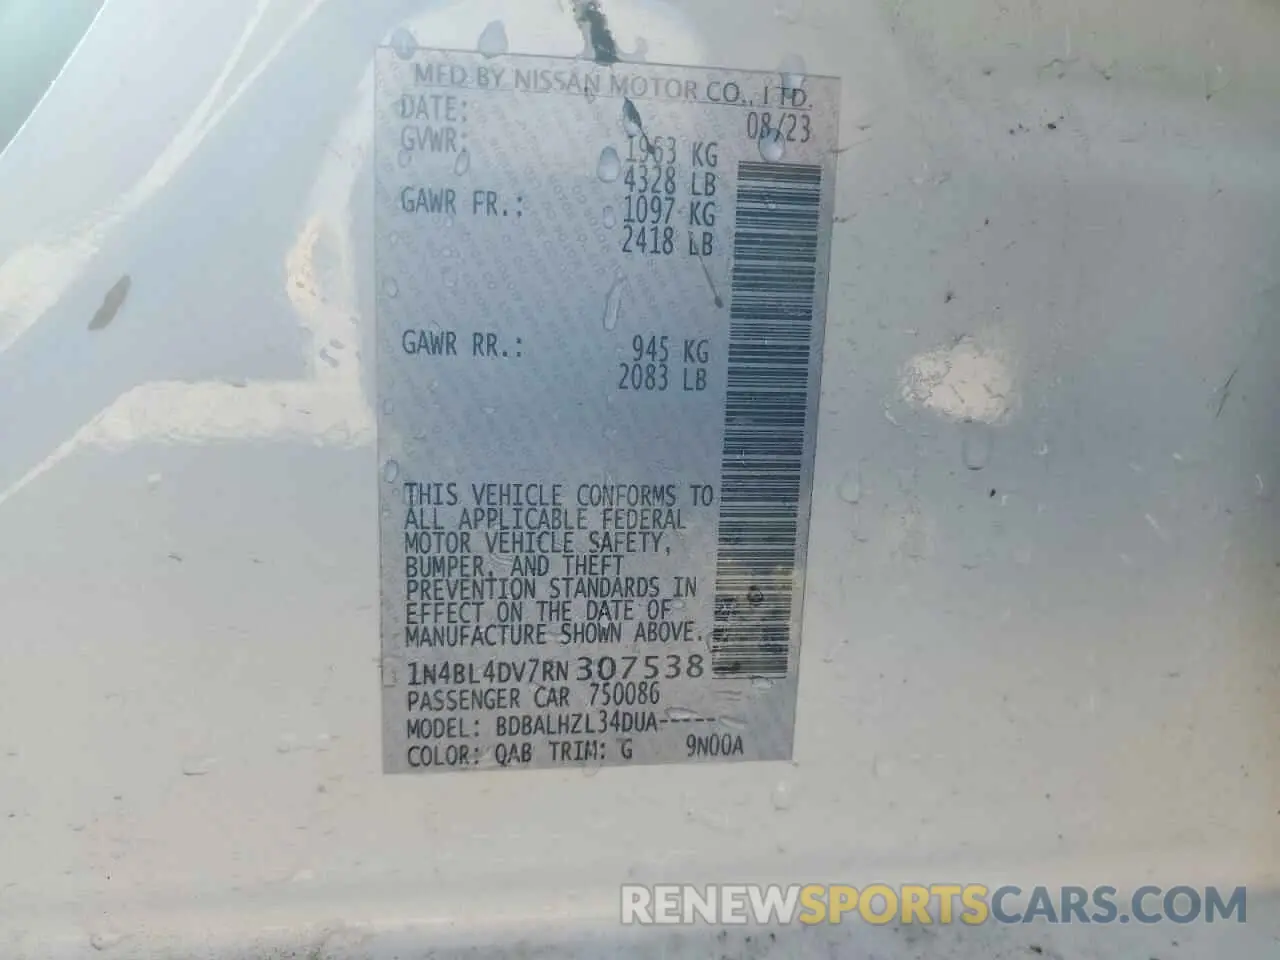 MFD BY NISSAN MOTOR CO., LTD.
DATE: 08/23
GVWR: 1963 KG
4328 LB
GAWR FR.: 1097 KG
2418 LB
GAWR RR.: 945 KG
2083 LB
THIS VEHICLE CONFORMS TO
ALL APPLICABLE FEDERAL
MOTOR VEHICLE SAFETY,
BUMPER, AND THEFT
PREVENTION STANDARDS IN
EFFECT ON THE DATE OF
MANUFACTURE SHOWN ABOVE.
1N4BL4DV7RN307538
PASSENGER CAR 750086
MODEL: BDBALHZL34DUA-----
COLOR: QAB TRIM: G 9N00A
RENEWSPORTSCARS.COM